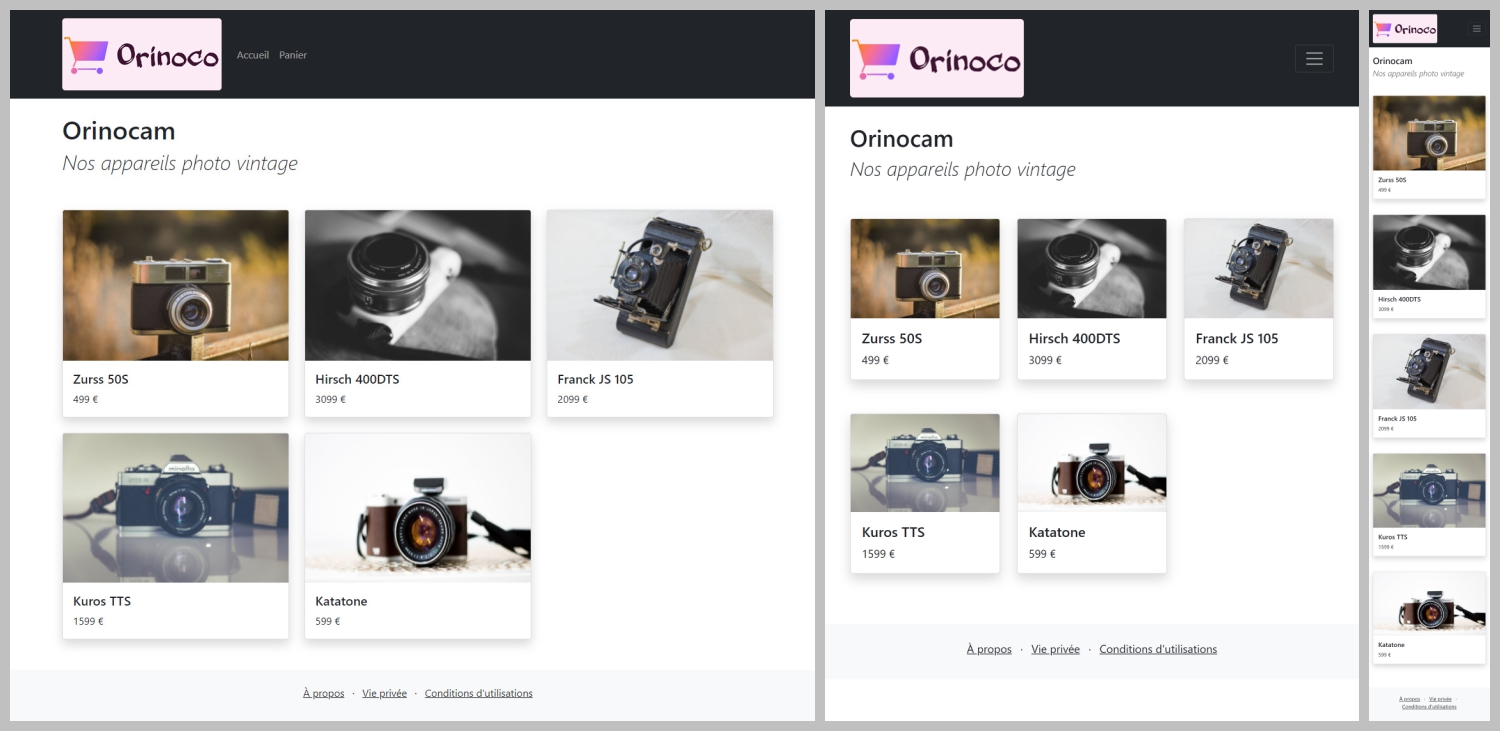 Orinoco
Accueil Panier
Orinocam
Nos appareils photo vintage
Zurss 50S
499 €
Hirsch 400DTS
3099 €
Franck JS 105
2099 €
minolta
Kuros TTS
1599 €
Katatone
599 €
À propos · Vie privée · Conditions d'utilisations
Orinoco
Orinocam
Nos appareils photo vintage
Zurss 50S
499 €
Hirsch 400DTS
3099 €
Franck JS 105
2099 €
Kuros TTS
1599 €
Katatone
599 €
À propos · Vie privée · Conditions d'utilisations
Orinoco
Orinocam
Nos appareils photo vintage
Zurss 50S
499 €
Hirsch 400DTS
3099 €
Franck JS 105
2099 €
Kuros TTS
1599 €
Katatone
599 €
À propos · Vie privée ·
Conditions d'utilisations